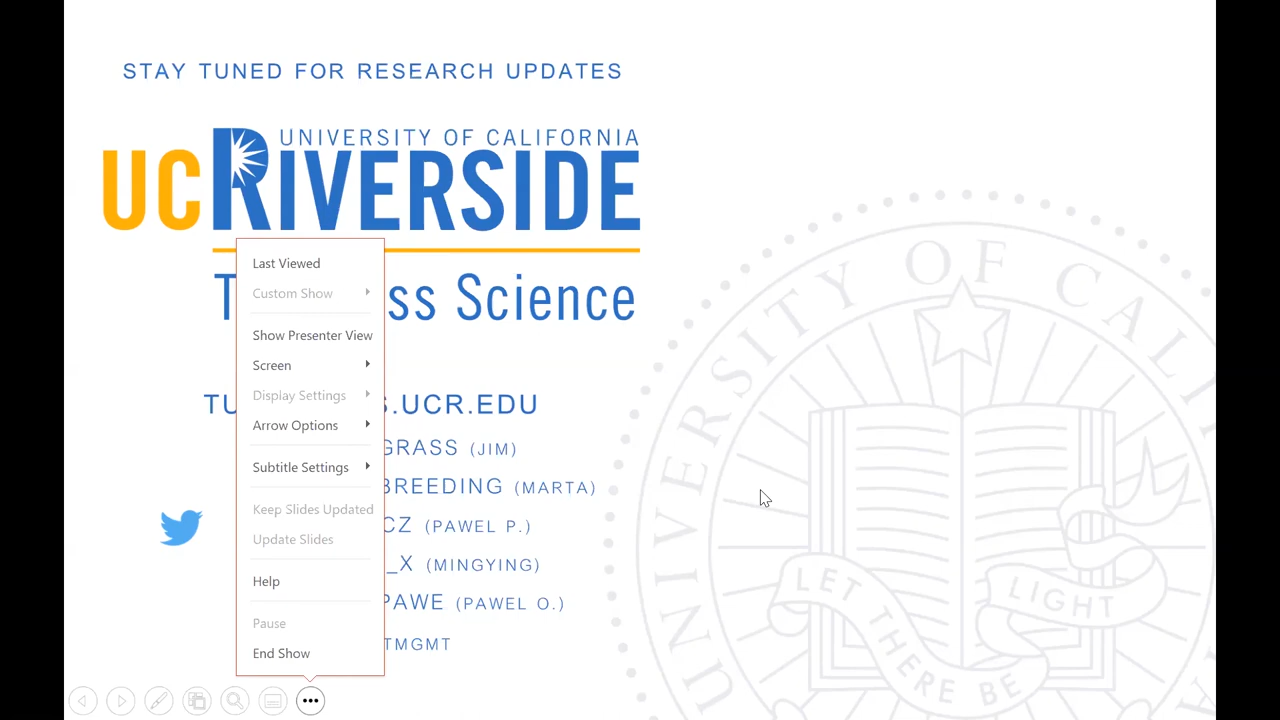 STAY TUNED FOR RESEARCH UPDATES
UNIVERSITY OF CALIFORNIA
UCRIVERSIDE
Science
.UCR.EDU
GRASS (JIM)
BREEDING (MARTA)
CZ (PAWEL P.)
_X (MINGYING)
PAWE (PAWEL O.)
TMGMT
Last Viewed
Custom Show
Show Presenter View
Screen
Display Settings
Arrow Options
Subtitle Settings
Keep Slides Updated
Update Slides
Help
Pause
End Show
UNIVERSITY OF CALI
LET THERE BE
LIGHT